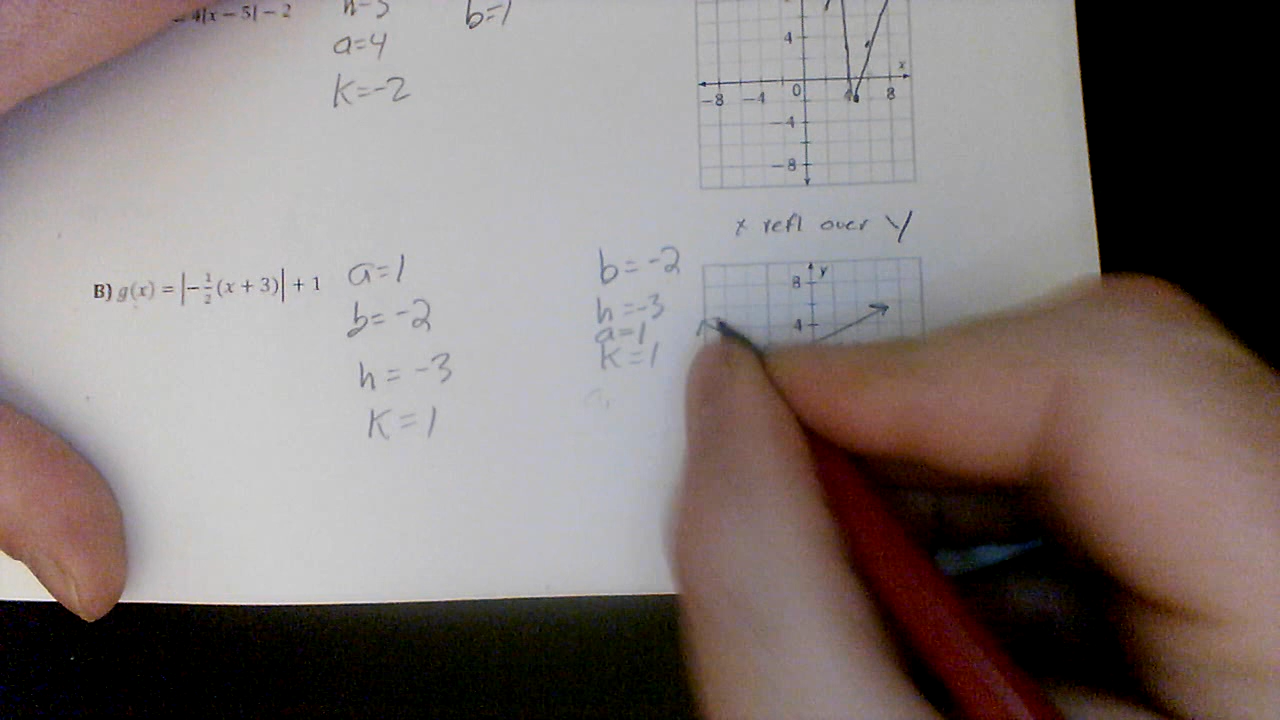 4|x − 5| − 2
h=5
b=1
a=4
K=-2
4
x
-8 -4 0 4 8
-4
-8
x refl over y
B) g(x) = |−1/2(x + 3)| + 1
a=1
b=-2
h=-3
K=1
b=-2
h=-3
a=1
K=1
y
8
4